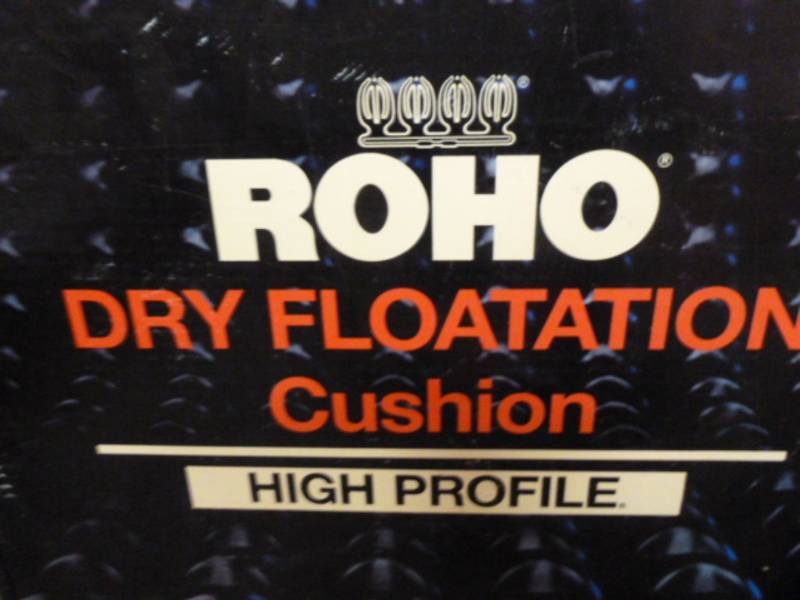 ROHO®
DRY FLOATATION
Cushion
HIGH PROFILE.